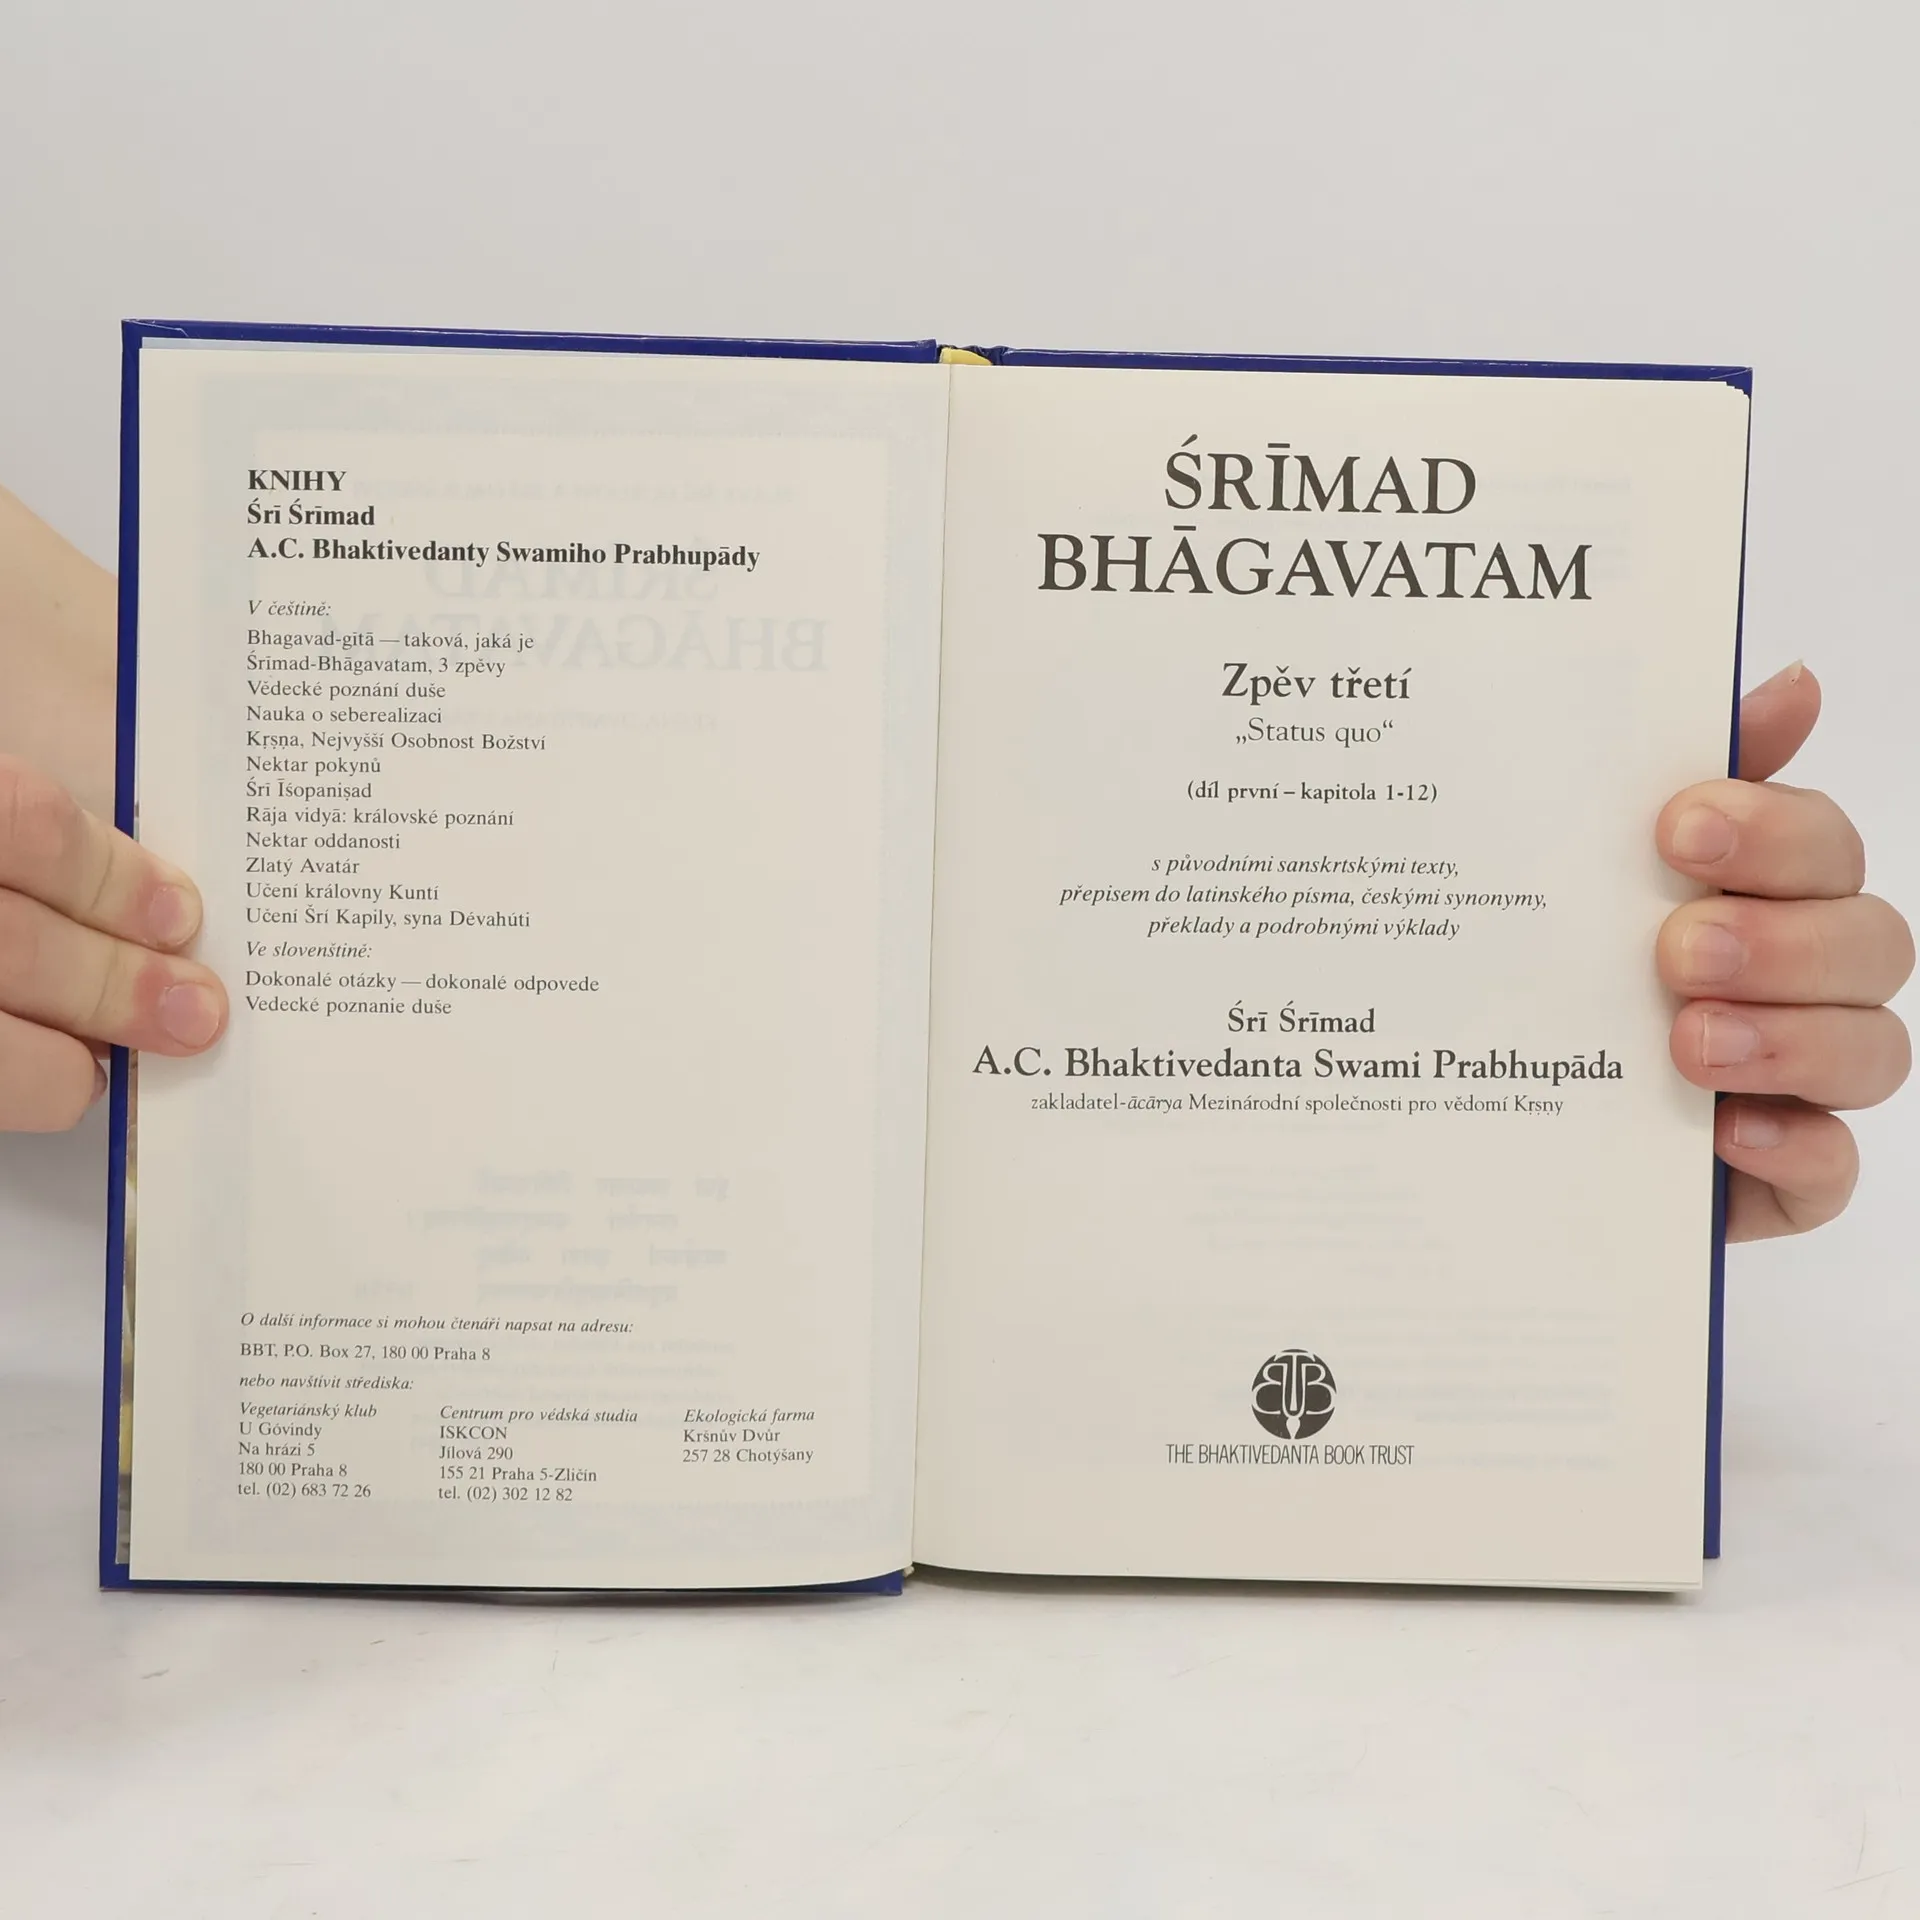 KNIHY
Śrī Śrīmad
A.C. Bhaktivedanty Swamiho Prabhupādy
V češtině:
Bhagavad-gītā — taková, jaká je
Śrīmad-Bhāgavatam, 3 zpěvy
Vědecké poznání duše
Nauka o seberealizaci
Kṛṣṇa, Nejvyšší Osobnost Božství
Nektar pokynů
Śrī Īśopaniṣad
Rāja vidyā: královské poznání
Nektar oddanosti
Zlatý Avatár
Učení královny Kuntí
Učení Šrí Kapily, syna Dévahúti
Ve slovenštině:
Dokonalé otázky — dokonalé odpovede
Vedecké poznanie duše
O další informace si mohou čtenáři napsat na adresu:
BBT, P.O. Box 27, 180 00 Praha 8
nebo navštívit střediska:
Vegetariánský klub
U Góvindy
Na hrázi 5
180 00 Praha 8
tel. (02) 683 72 26
Centrum pro védská studia
ISKCON
Jílová 290
155 21 Praha 5-Zličín
tel. (02) 302 12 82
Ekologická farma
Kršnův Dvůr
257 28 Chotýšany
ŚRĪMAD
BHĀGAVATAM
Zpěv třetí
„Status quo“
(díl první – kapitola 1-12)
s původními sanskrtskými texty,
přepisem do latinského písma, českými synonymy,
překlady a podrobnými výklady
Śrī Śrīmad
A.C. Bhaktivedanta Swami Prabhupāda
zakladatel-ācārya Mezinárodní společnosti pro vědomí Kṛṣṇy
BBT
THE BHAKTIVEDANTA BOOK TRUST